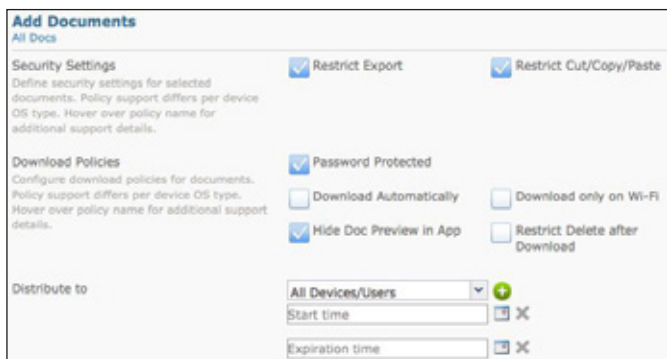 Add Documents
All Docs
Security Settings
Define security settings for selected
documents. Policy support differs per device
OS type. Hover over policy name for
additional support details.
Restrict Export
Restrict Cut/Copy/Paste
Download Policies
Configure download policies for documents.
Policy support differs per device OS type.
Hover over policy name for additional support
details.
Password Protected
Download Automatically
Download only on Wi-Fi
Hide Doc Preview in App
Restrict Delete after
Download
Distribute to
All Devices/Users
Start time
Expiration time